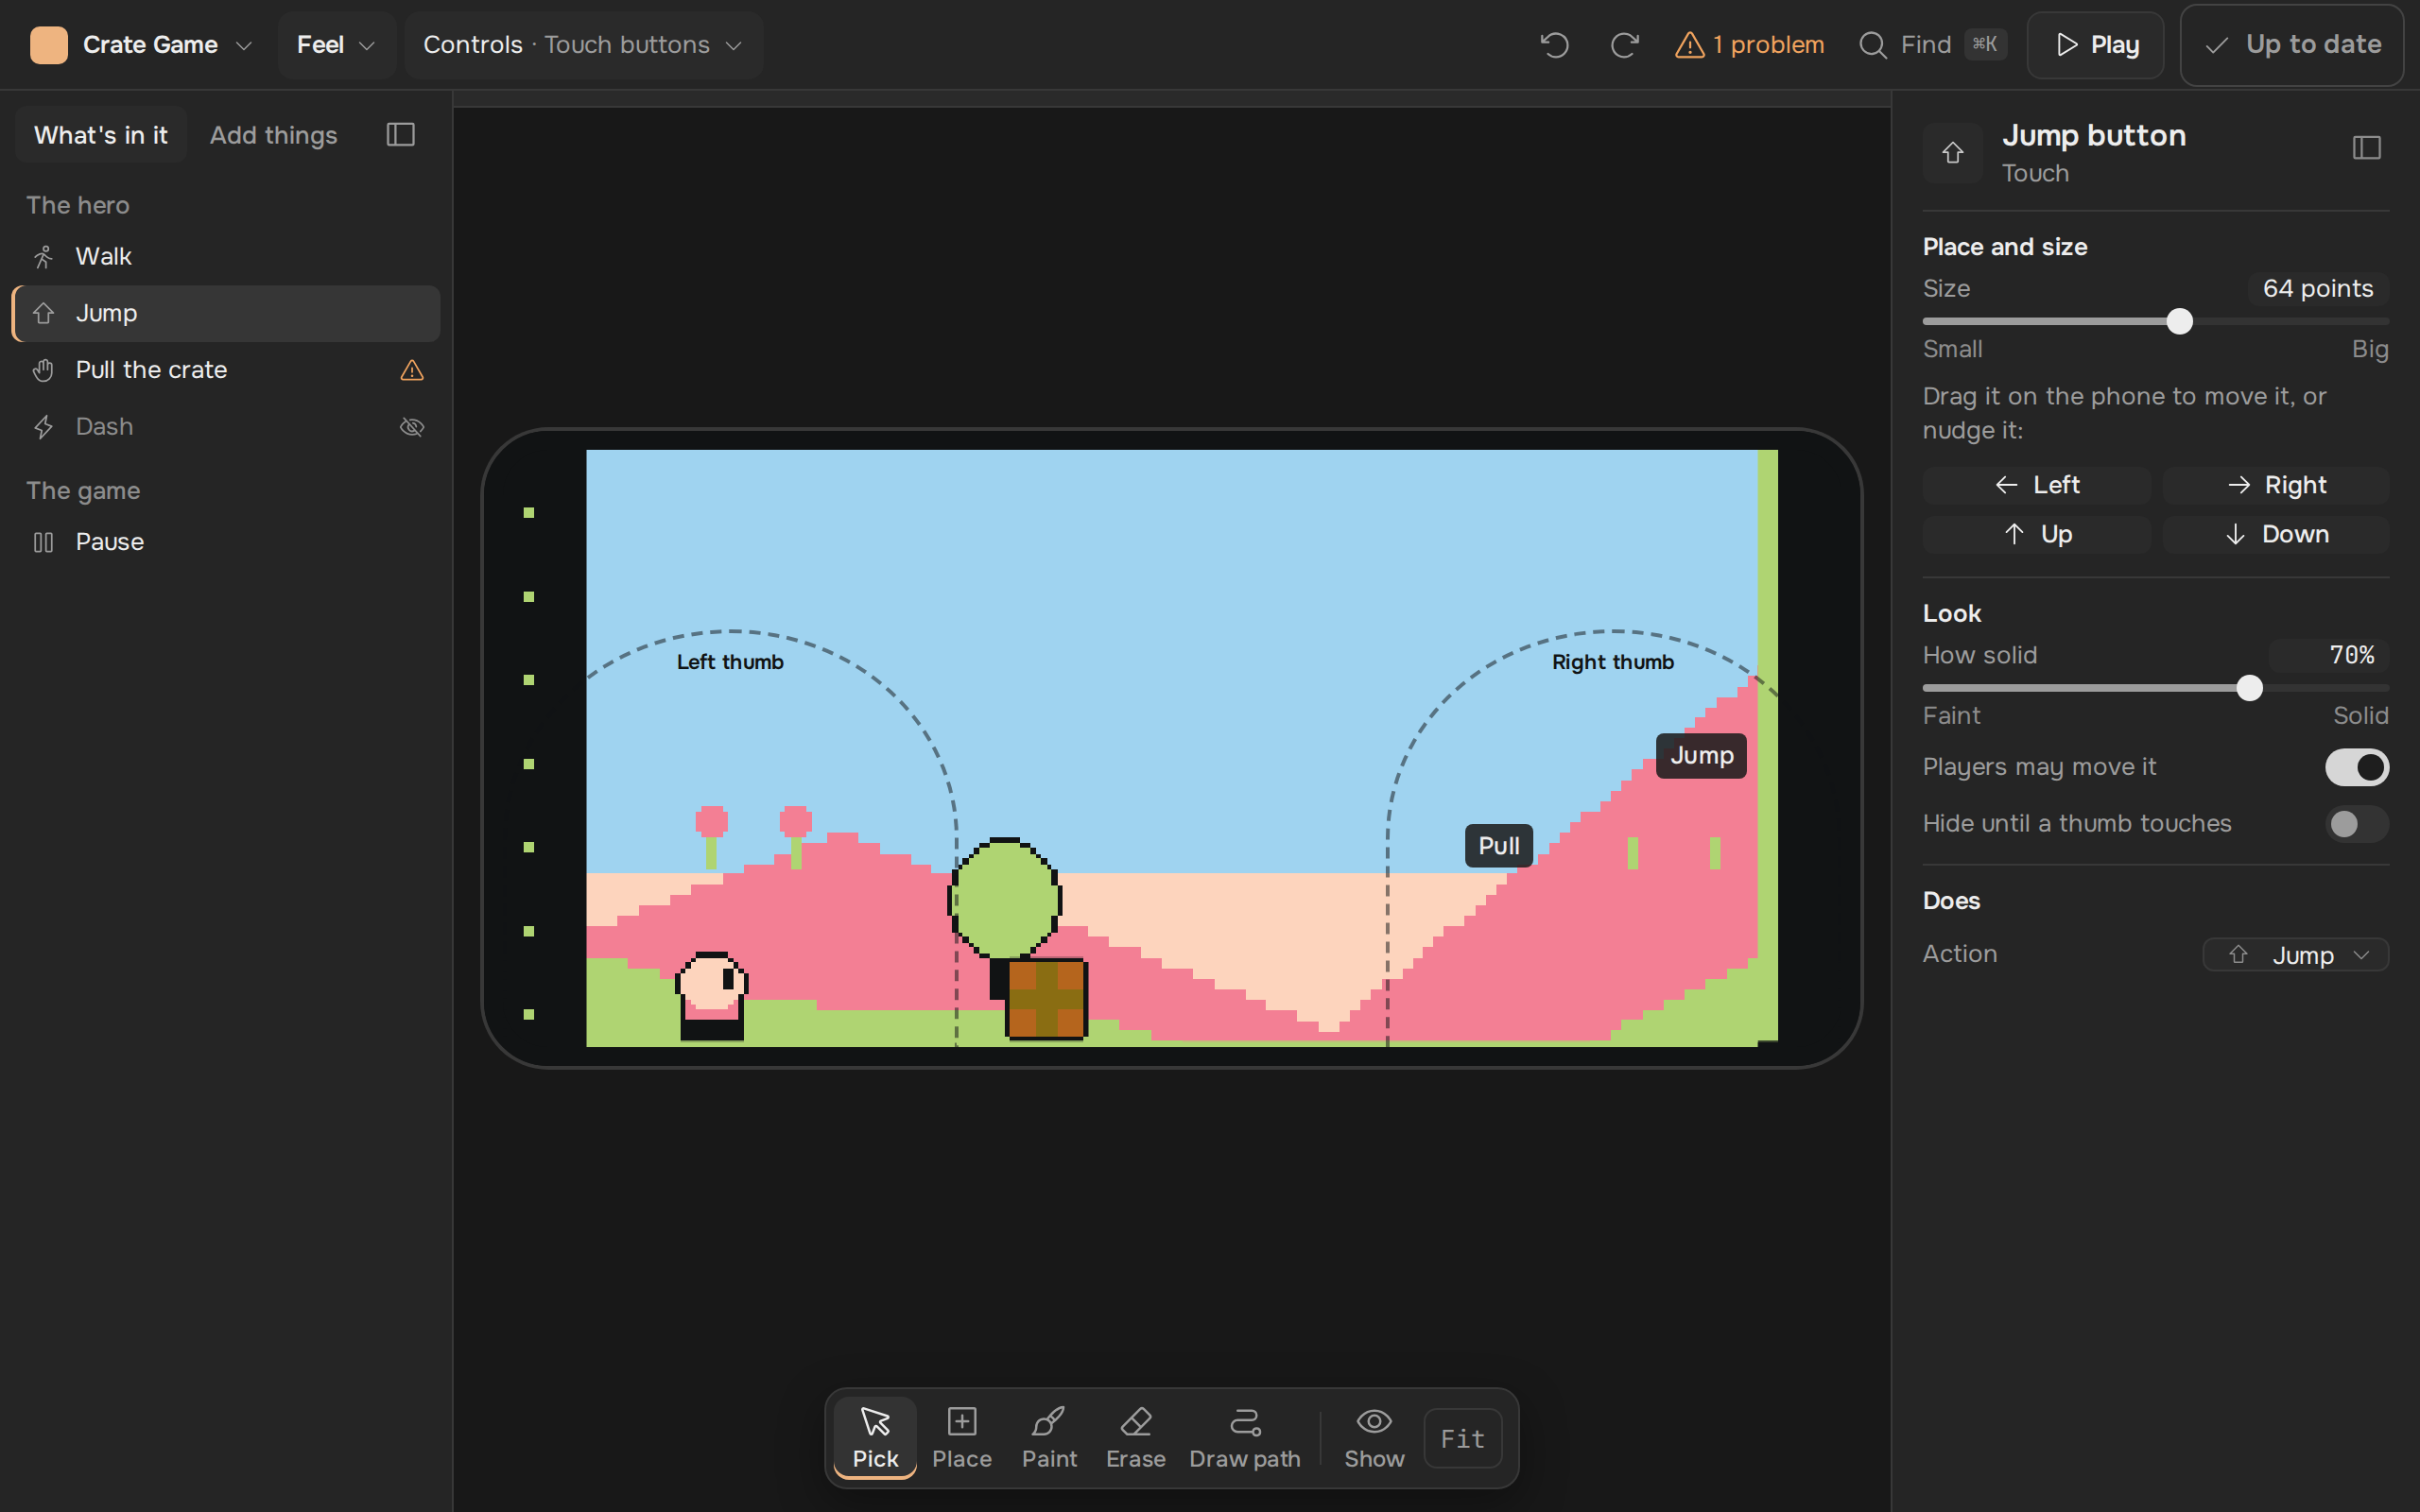 Crate Game
Feel
Controls · Touch buttons
1 problem
Find ⌘K
Play
Up to date
What's in it
Add things
The hero
Walk
Jump
Pull the crate
Dash
The game
Pause
Left thumb
Right thumb
Jump
Pull
Pick
Place
Paint
Erase
Draw path
Show
Fit
Jump button
Touch
Place and size
Size
64 points
Small
Big
Drag it on the phone to move it, or
nudge it:
Left
Right
Up
Down
Look
How solid
70%
Faint
Solid
Players may move it
Hide until a thumb touches
Does
Action
Jump